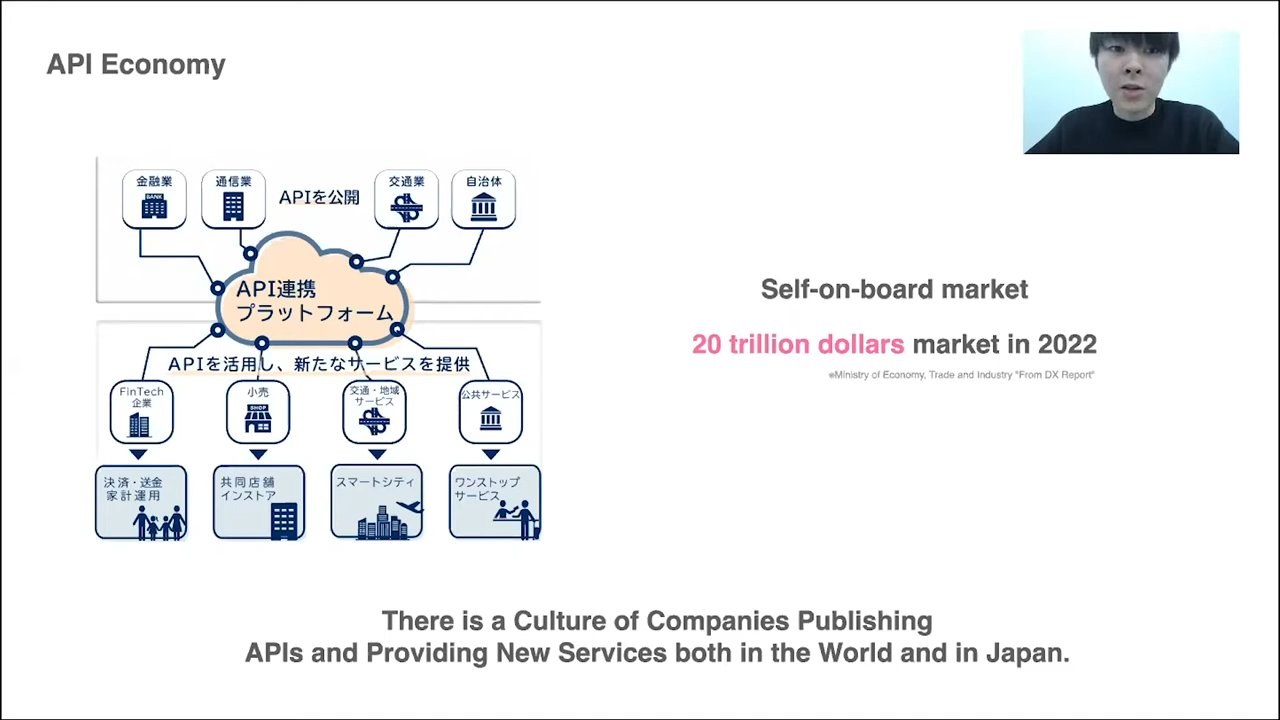 API Economy
金融業
BANK
通信業
APIを公開
交通業
自治体
API連携
プラットフォーム
APIを活用し、新たなサービスを提供
FinTech
企業
小売
SHOP
交通・地域
サービス
公共サービス
決済・送金
家計運用
共同店舗
インストア
スマートシティ
ワンストップ
サービス
Self-on-board market
20 trillion dollars market in 2022
※Ministry of Economy, Trade and Industry "From DX Report"
There is a Culture of Companies Publishing
APIs and Providing New Services both in the World and in Japan.